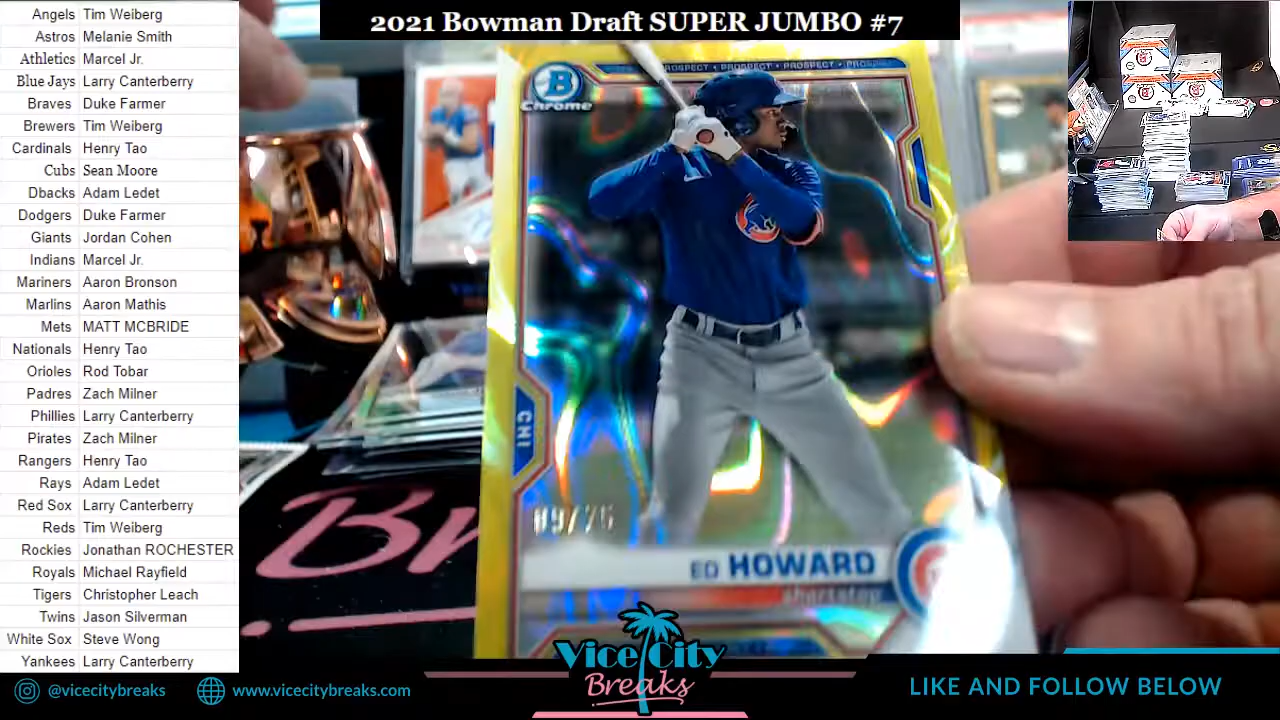 2021 Bowman Draft SUPER JUMBO #7
Angels Tim Weiberg
Astros Melanie Smith
Athletics Marcel Jr.
Blue Jays Larry Canterberry
Braves Duke Farmer
Brewers Tim Weiberg
Cardinals Henry Tao
Cubs Sean Moore
Dbacks Adam Ledet
Dodgers Duke Farmer
Giants Jordan Cohen
Indians Marcel Jr.
Mariners Aaron Bronson
Marlins Aaron Mathis
Mets MATT MCBRIDE
Nationals Henry Tao
Orioles Rod Tobar
Padres Zach Milner
Phillies Larry Canterberry
Pirates Zach Milner
Rangers Henry Tao
Rays Adam Ledet
Red Sox Larry Canterberry
Reds Tim Weiberg
Rockies Jonathan ROCHESTER
Royals Michael Rayfield
Tigers Christopher Leach
Twins Jason Silverman
White Sox Steve Wong
Yankees Larry Canterberry
B
Chrome
PROSPECT • PROSPECT • PROSPECT
CHI
ED HOWARD
shortstop
Vice City
Breaks
@vicecitybreaks
www.vicecitybreaks.com
LIKE AND FOLLOW BELOW